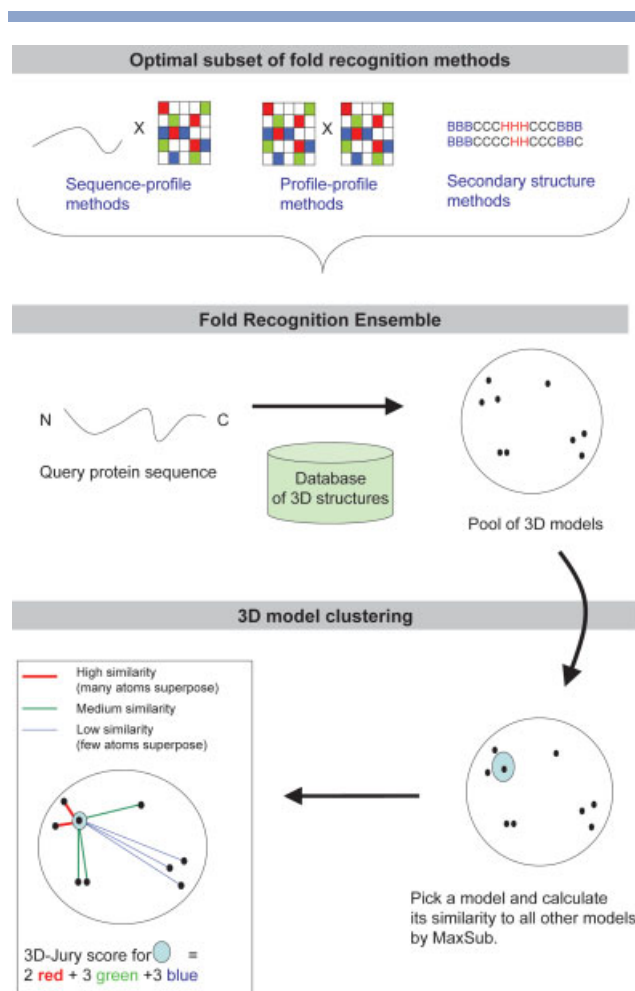 Optimal subset of fold recognition methods
X
X
BBBCCCHHHCCCBBB
BBBCCCCHHCCCBBC
Sequence-profile
methods
Profile-profile
methods
Secondary structure
methods
Fold Recognition Ensemble
N
C
Query protein sequence
Database
of 3D structures
Pool of 3D models
3D model clustering
High similarity
(many atoms superpose)
Medium similarity
Low similarity
(few atoms superpose)
3D-Jury score for =
2 red + 3 green +3 blue
Pick a model and calculate
its similarity to all other models
by MaxSub.